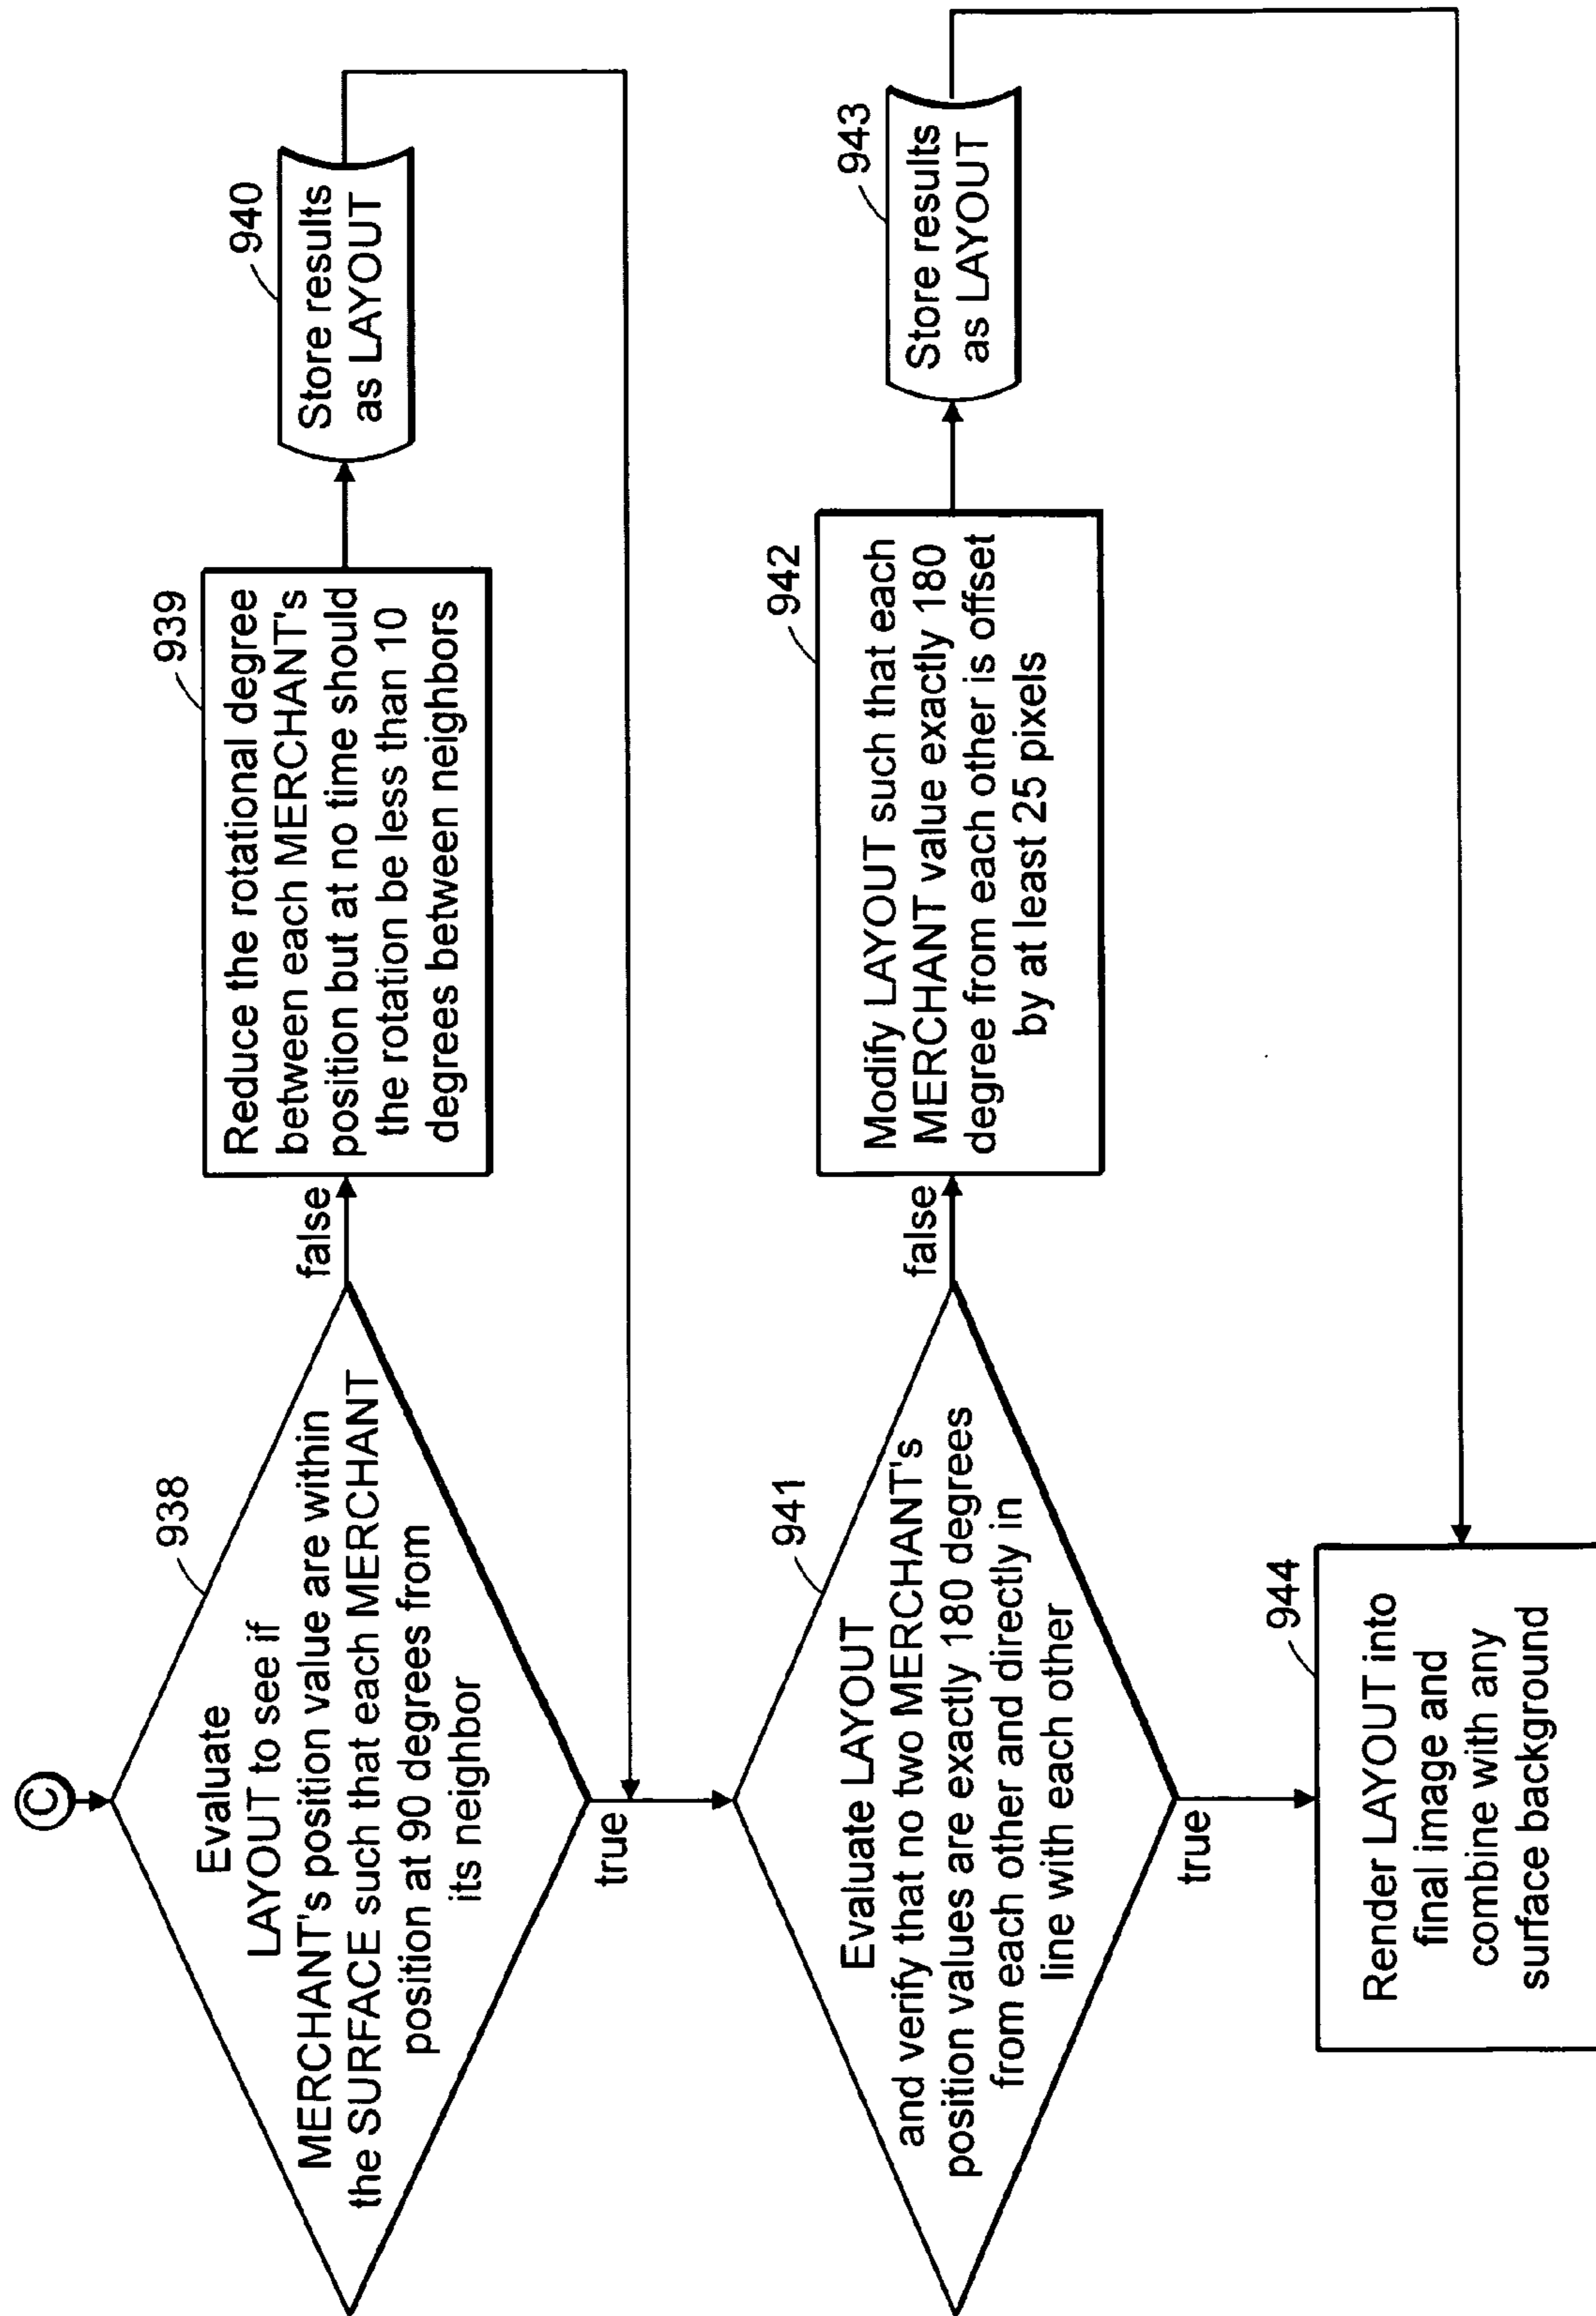 C
938
Evaluate
LAYOUT to see if
MERCHANT's position value are within
the SURFACE such that each MERCHANT
position at 90 degrees from
its neighbor
false
true
939
Reduce the rotational degree
between each MERCHANT's
position but at no time should
the rotation be less than 10
degrees between neighbors
940
Store results
as LAYOUT
941
Evaluate LAYOUT
and verify that no two MERCHANT's
position values are exactly 180 degrees
from each other and directly in
line with each other
false
true
942
Modify LAYOUT such that each
MERCHANT value exactly 180
degree from each other is offset
by at least 25 pixels
943
Store results
as LAYOUT
944
Render LAYOUT into
final image and
combine with any
surface background